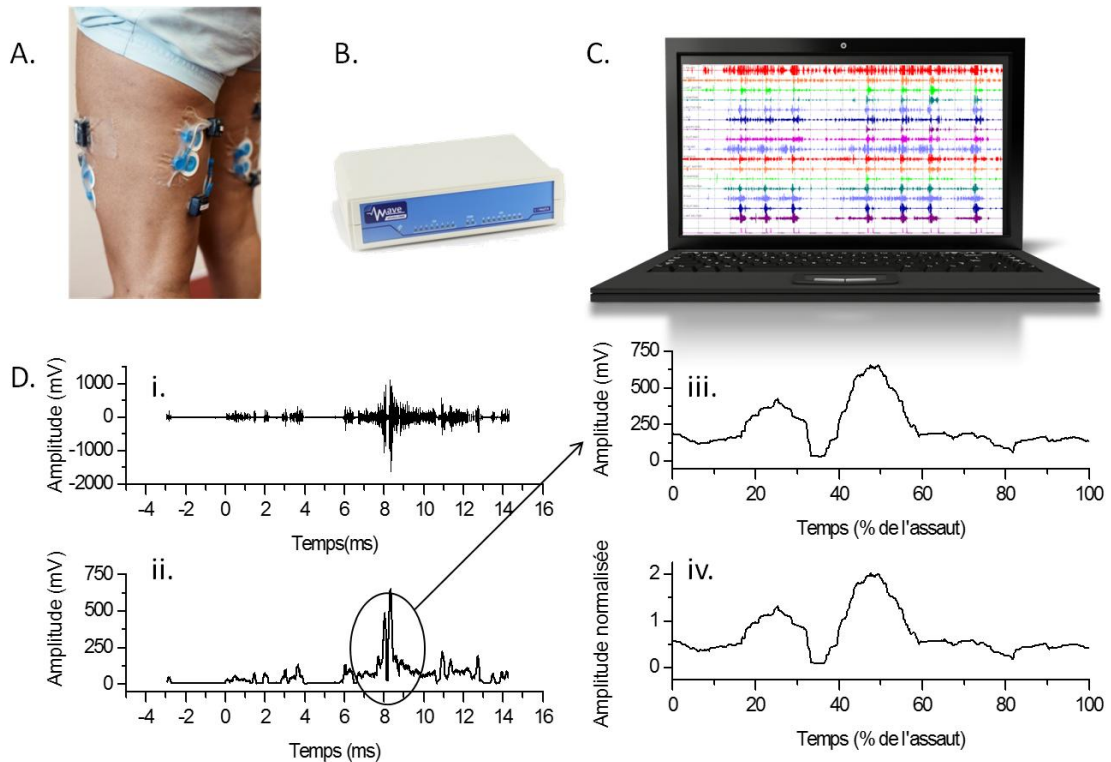 A.
B.
Wave
C.
D.
i.
Amplitude (mV)
1000
0
-1000
-2000
-4 -2 0 2 4 6 8 10 12 14 16
Temps(ms)
ii.
Amplitude (mV)
750
500
250
0
-4 -2 0 2 4 6 8 10 12 14 16
Temps (ms)
iii.
Amplitude (mV)
750
500
250
0
0 20 40 60 80 100
Temps (% de l'assaut)
iv.
Amplitude normalisée
2
1
0
0 20 40 60 80 100
Temps (% de l'assaut)